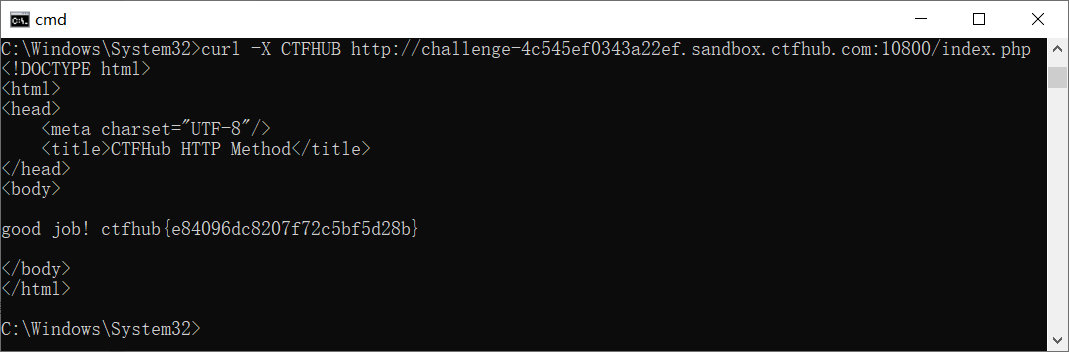 cmd
C:\Windows\System32>curl -X CTFHUB http://challenge-4c545ef0343a22ef.sandbox.ctfhub.com:10800/index.php
<!DOCTYPE html>
<html>
<head>
    <meta charset="UTF-8"/>
    <title>CTFHub HTTP Method</title>
</head>
<body>
good job! ctfhub{e84096dc8207f72c5bf5d28b}
</body>
</html>
C:\Windows\System32>